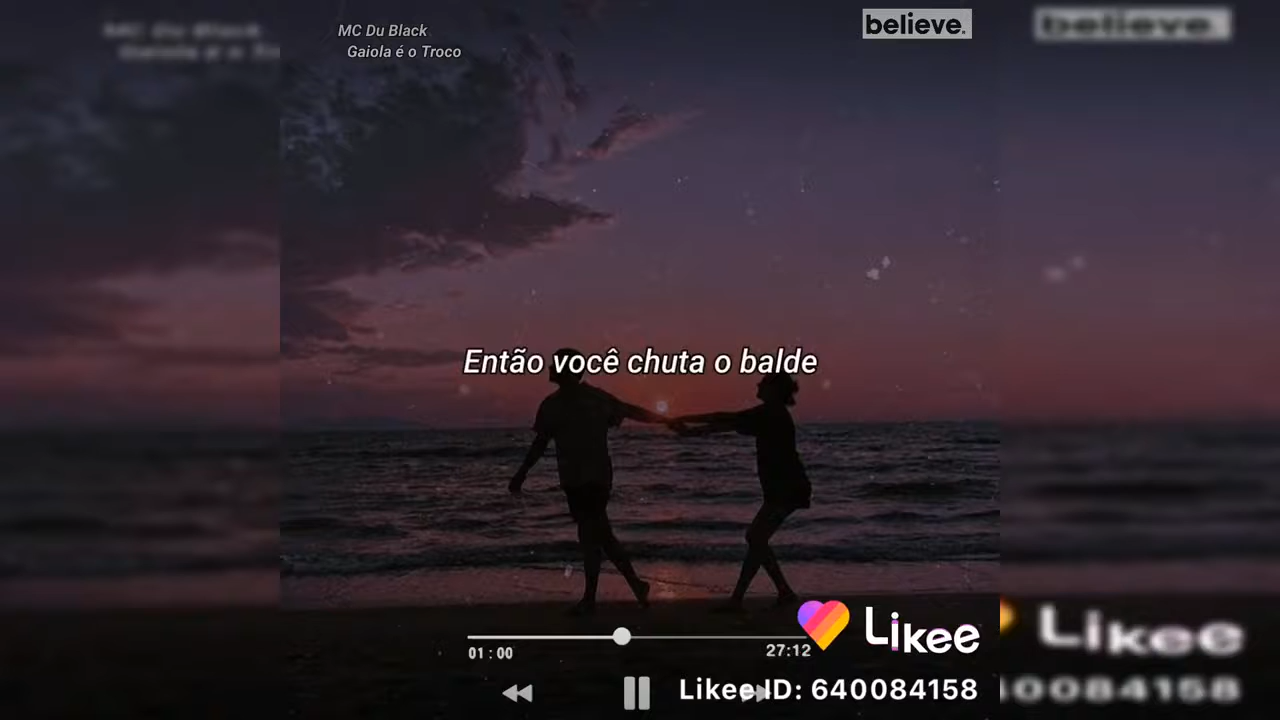 MC Du Black
Gaiola é o Troco
believe.
Então você chuta o balde
01 : 00
27:12
Likee
Likee ID: 640084158